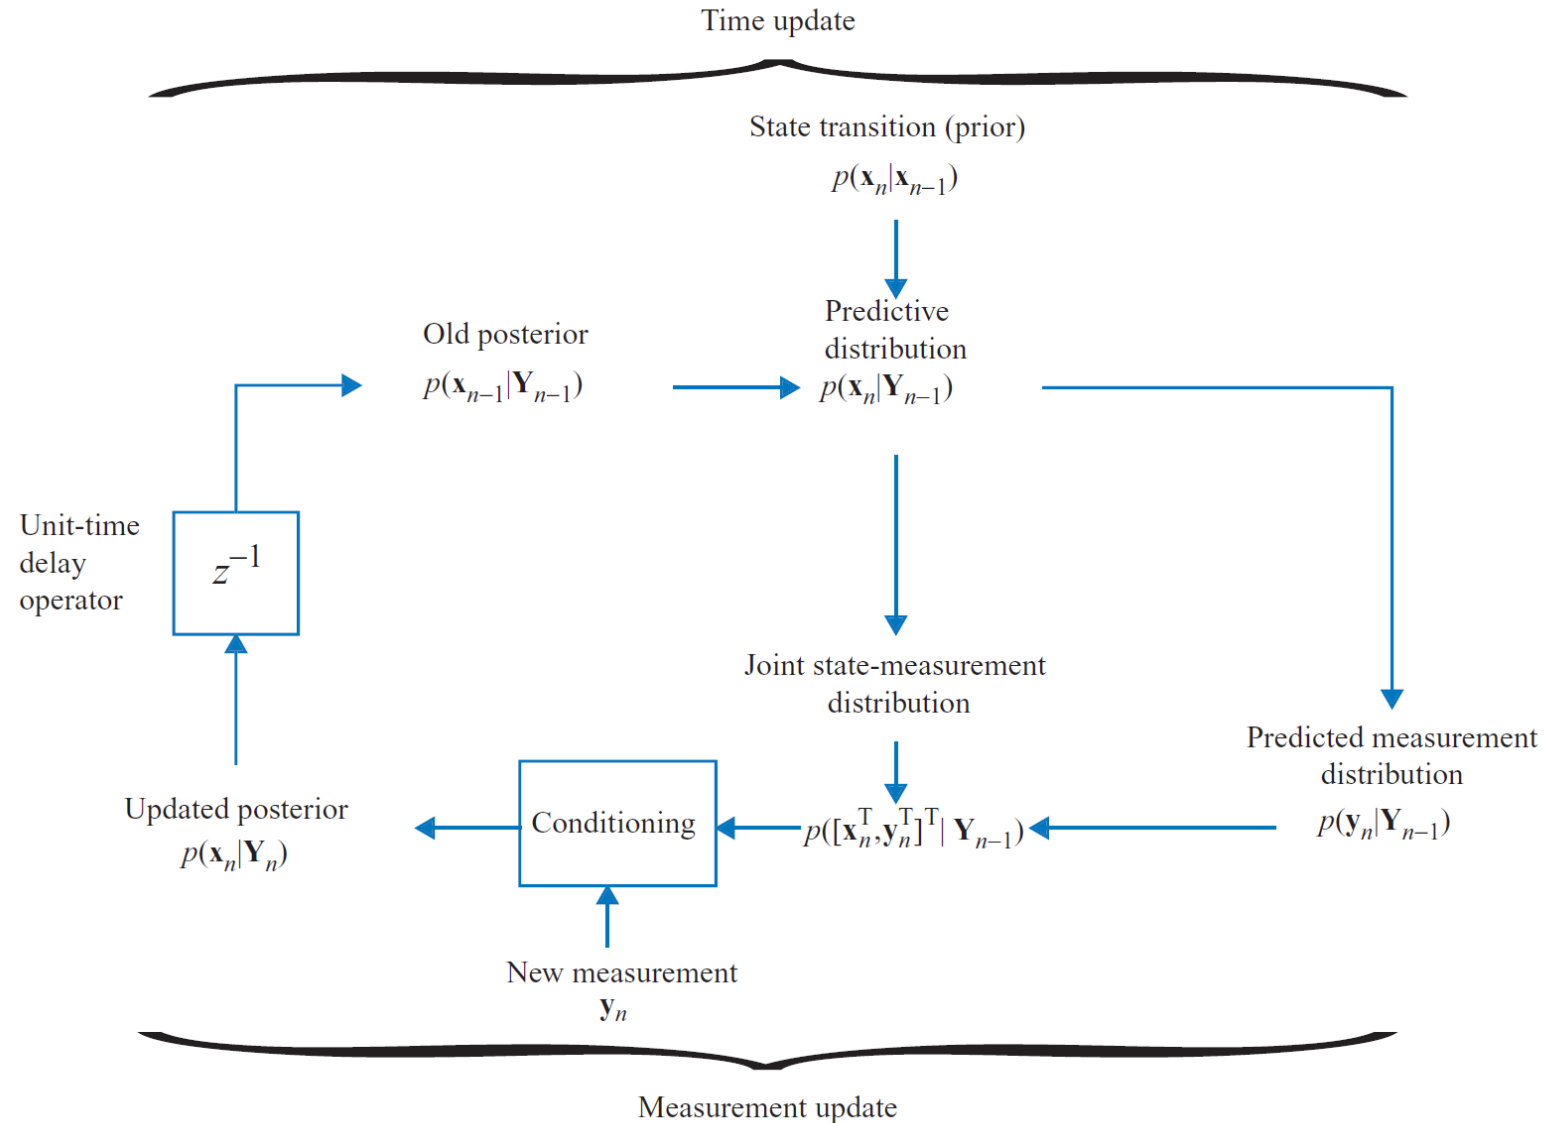 Time update
State transition (prior)
p(xₙ|xₙ₋₁)
Predictive
distribution
p(xₙ|Yₙ₋₁)
Old posterior
p(xₙ₋₁|Yₙ₋₁)
Unit-time
delay
operator
z⁻¹
Joint state-measurement
distribution
p([xₙᵀ,yₙᵀ]ᵀ| Yₙ₋₁)
Predicted measurement
distribution
p(yₙ|Yₙ₋₁)
Conditioning
Updated posterior
p(xₙ|Yₙ)
New measurement
yₙ
Measurement update